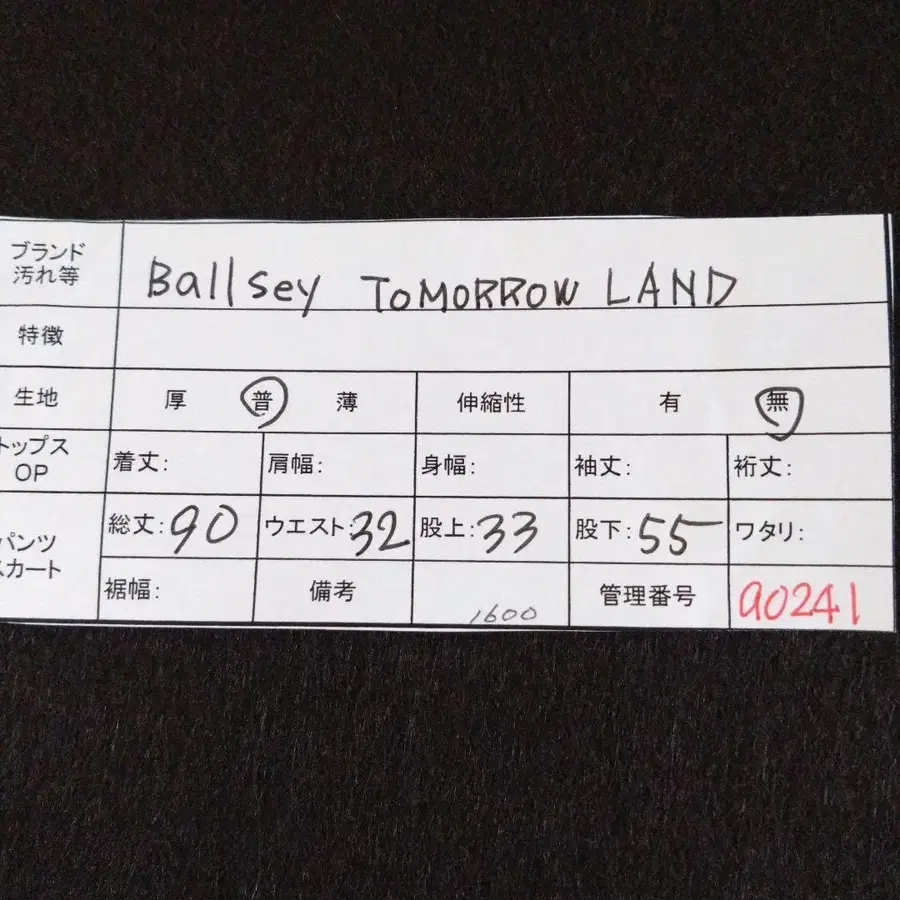 ブランド
汚れ等
Ballsey TOMORROW LAND
特徴
生地 厚 普 薄 伸縮性 有 無
トップス
OP
着丈: 肩幅: 身幅: 袖丈: 裄丈:
パンツ
スカート
総丈:90 ウエスト:32 股上:33 股下:55 ワタリ:
裾幅: 備考 1600 管理番号 a0241